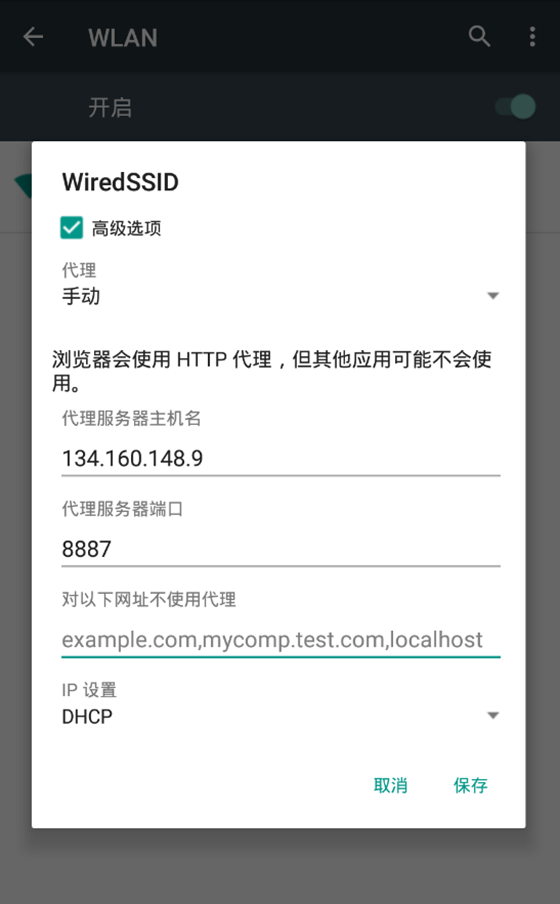 WLAN
开启
WiredSSID
高级选项
代理
手动
浏览器会使用 HTTP 代理，但其他应用可能不会使
用。
代理服务器主机名
134.160.148.9
代理服务器端口
8887
对以下网址不使用代理
example.com,mycomp.test.com,localhost
IP 设置
DHCP
取消 保存